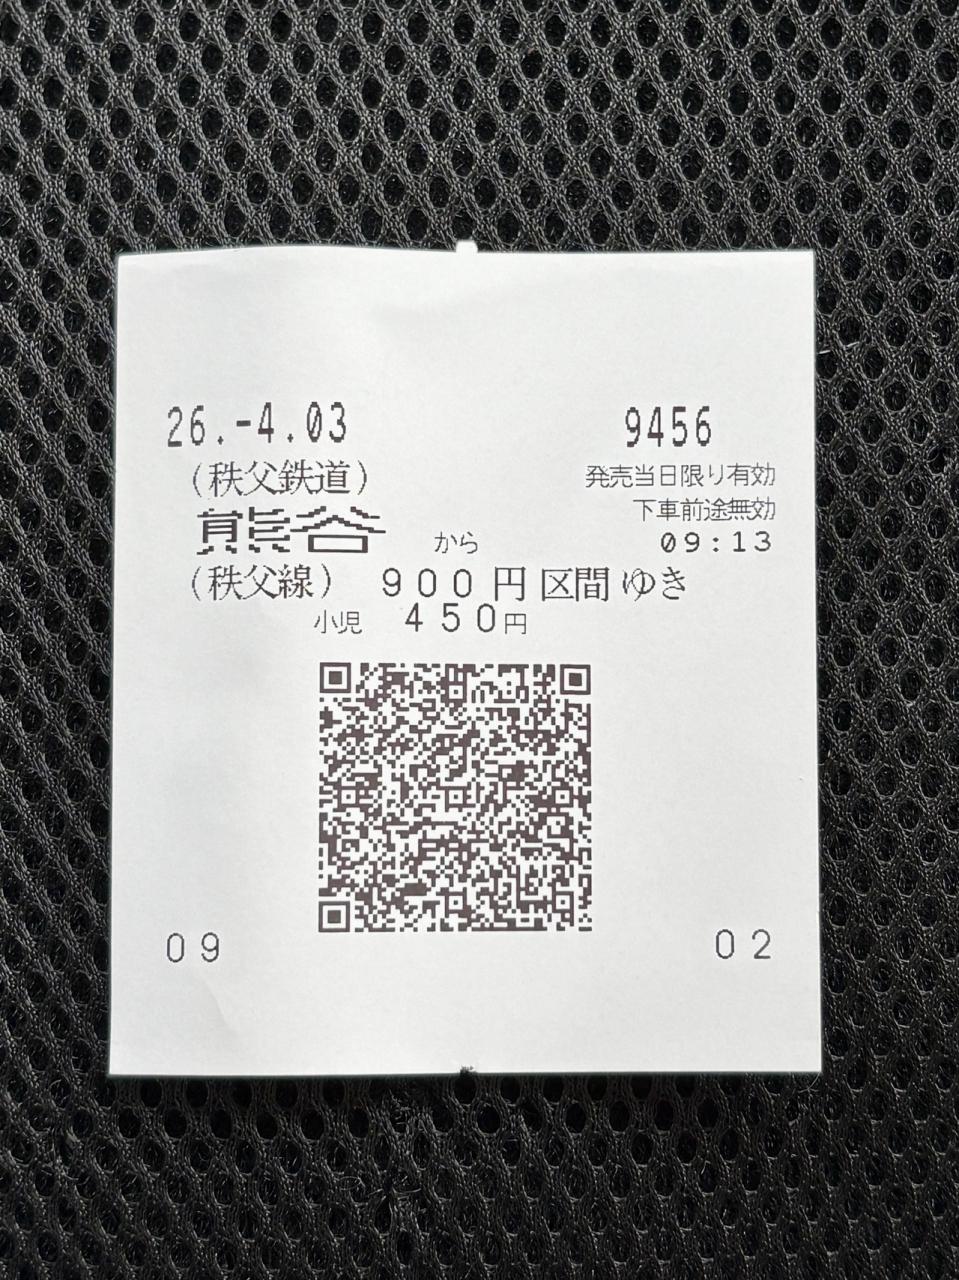 26.-4.03 9456
(秩父鉄道) 発売当日限り有効
下車前途無効
熊谷 から 09:13
(秩父線) 900円区間ゆき
小児 450円
09 02